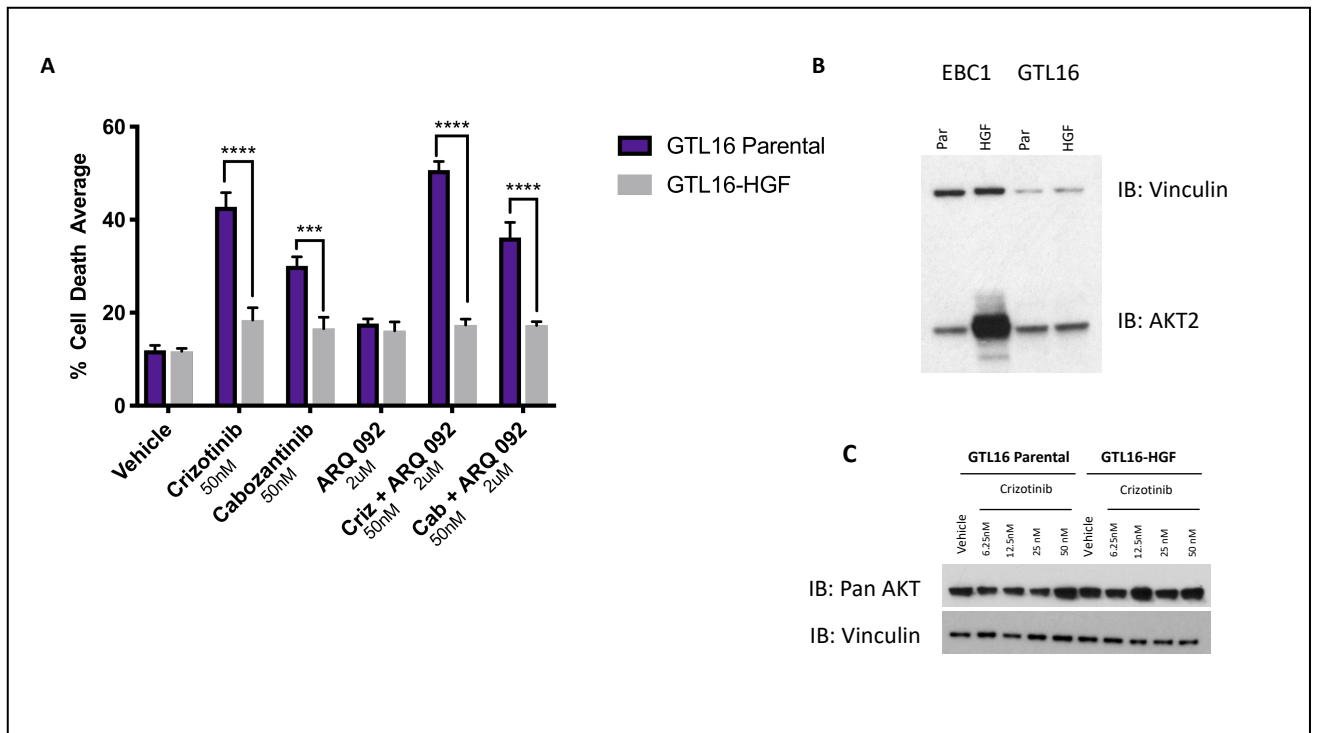 A
60
40
20
0
% Cell Death Average
****
***
****
****
Vehicle
Crizotinib
50nM
Cabozantinib
50nM
ARQ 092
2uM
Criz + ARQ 092
50nM 2uM
Cab + ARQ 092
50nM 2uM
GTL16 Parental
GTL16-HGF
B
EBC1 GTL16
Par HGF Par HGF
IB: Vinculin
IB: AKT2
C
GTL16 Parental GTL16-HGF
Crizotinib Crizotinib
Vehicle 6.25nM 12.5nM 25 nM 50 nM Vehicle 6.25nM 12.5nM 25 nM 50 nM
IB: Pan AKT
IB: Vinculin